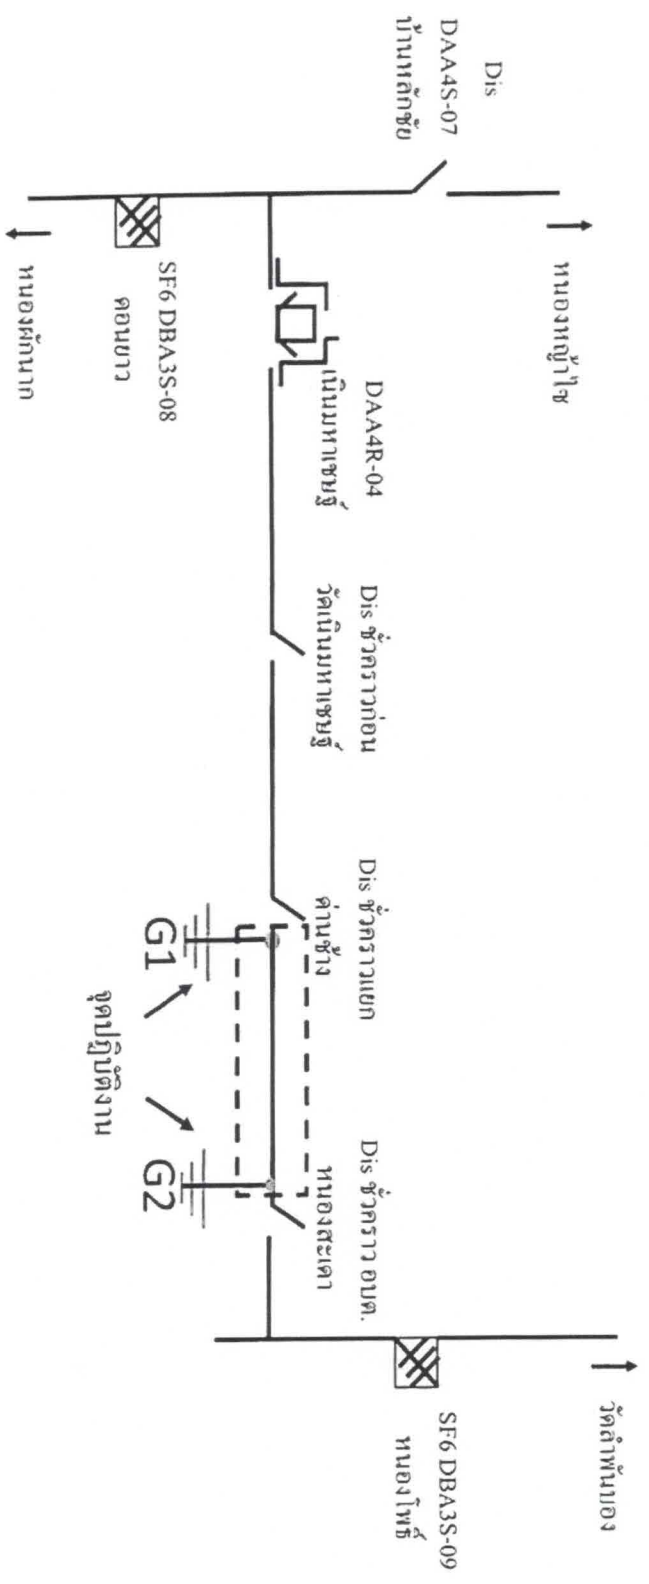 Dis
DAA4S-07
บ้านหลักชัย
หนองหญ้าไซ
SF6 DBA3S-08
ดอนยาว
หนองผักนาก
DAA4R-04
เนินมหาเชษฐ์
Dis ชั่วคราวก่อน
วัดเนินมหาเชษฐ์
Dis ชั่วคราวแยก
ด่านช้าง
G1
จุดปฏิบัติงาน
G2
Dis ชั่วคราว อบต.
หนองสะเดา
วัดลำพันบอง
SF6 DBA3S-09
หนองโพธิ์